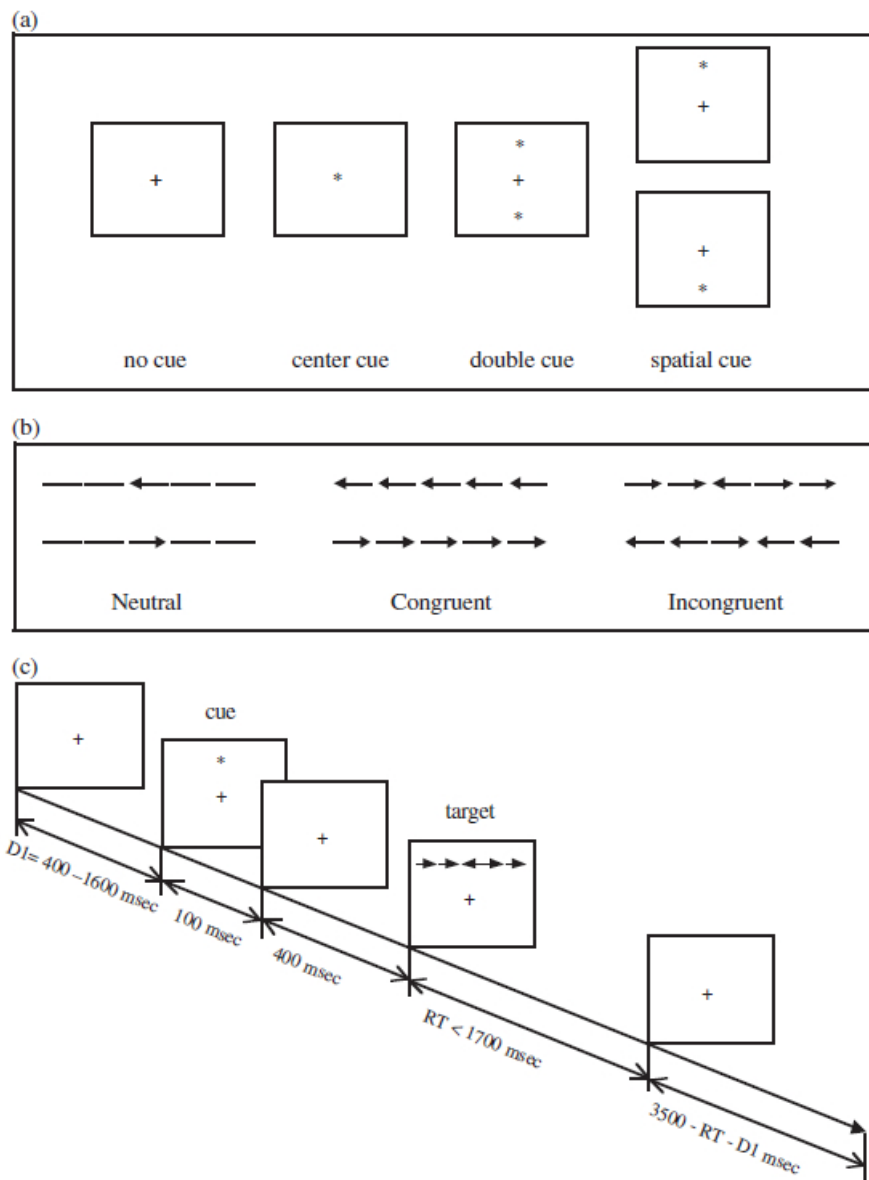 (a)
*
+
+
*
*
+
*
+
*
no cue
center cue
double cue
spatial cue
(b)
Neutral
Congruent
Incongruent
(c)
+
cue
*
+
+
target
+
+
D1= 400 –1600 msec
100 msec
400 msec
RT < 1700 msec
3500 - RT - D1 msec